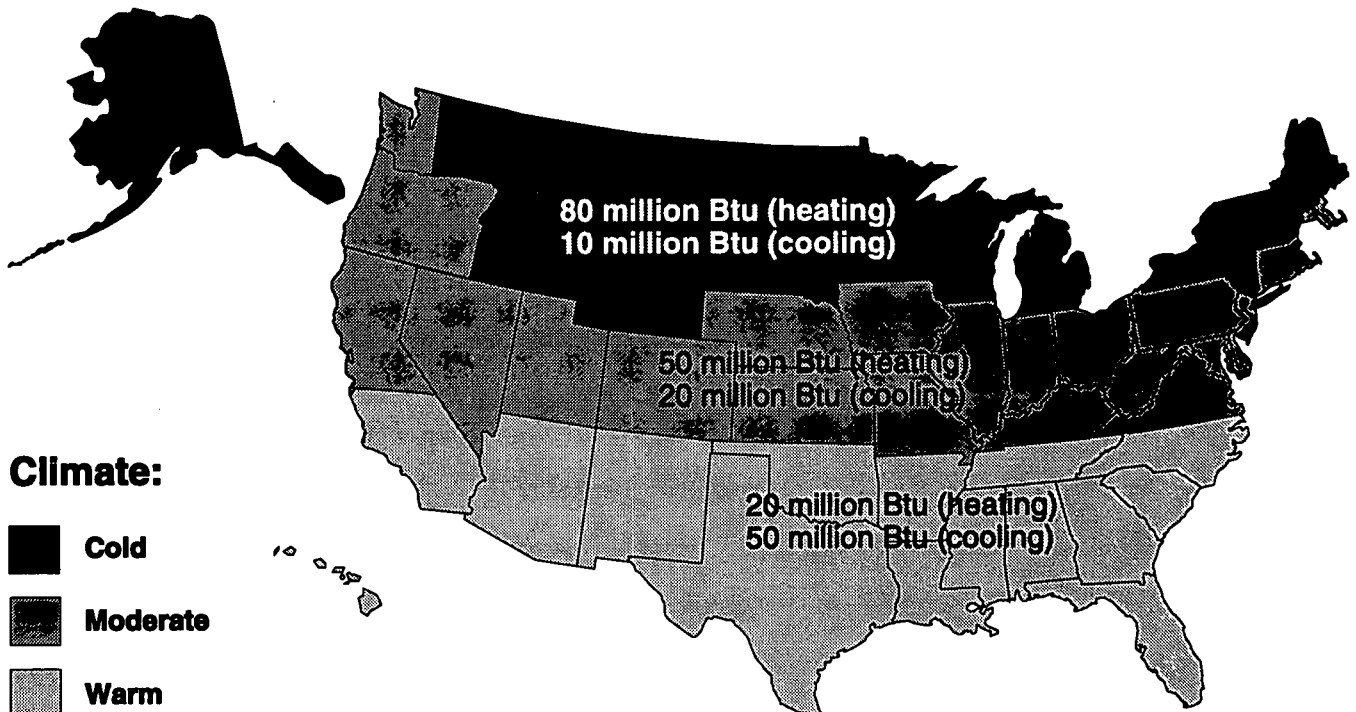 80 million Btu (heating)
10 million Btu (cooling)
50 million Btu (heating)
20 million Btu (cooling)
20 million Btu (heating)
50 million Btu (cooling)
Climate:
Cold
Moderate
Warm